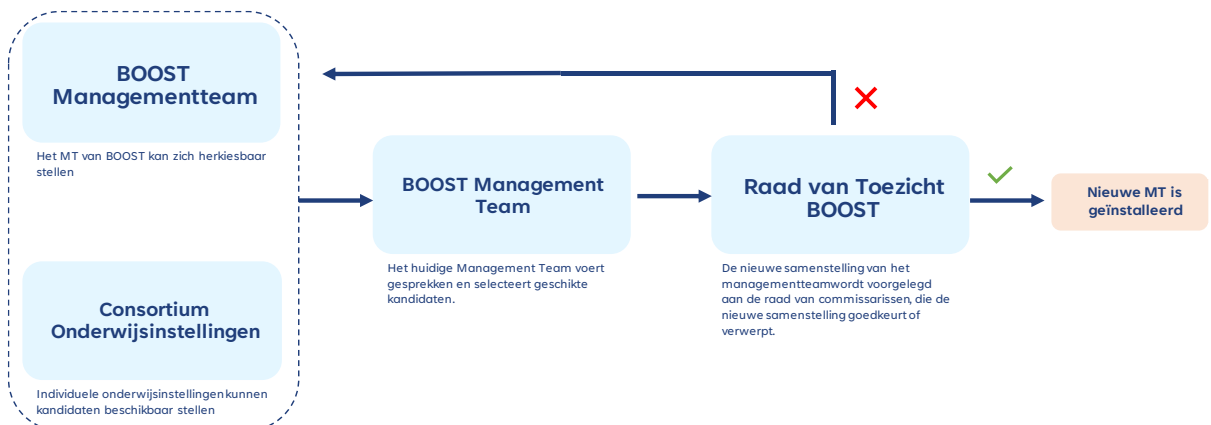 BOOST
Managementteam
Het MT van BOOST kan zich herkiesbaar
stellen
Consortium
Onderwijsinstellingen
Individuele onderwijsinstellingen kunnen
kandidaten beschikbaar stellen
BOOST Management
Team
Het huidige Management Team voert
gesprekken en selecteert geschikte
kandidaten.
Raad van Toezicht
BOOST
De nieuwe samenstelling van het
managementteamwordt voorgelegd
aan de raad van commissarissen, die de
nieuwe samenstelling goedkeurt of
verwerpt.
Nieuwe MT is
geïnstalleerd